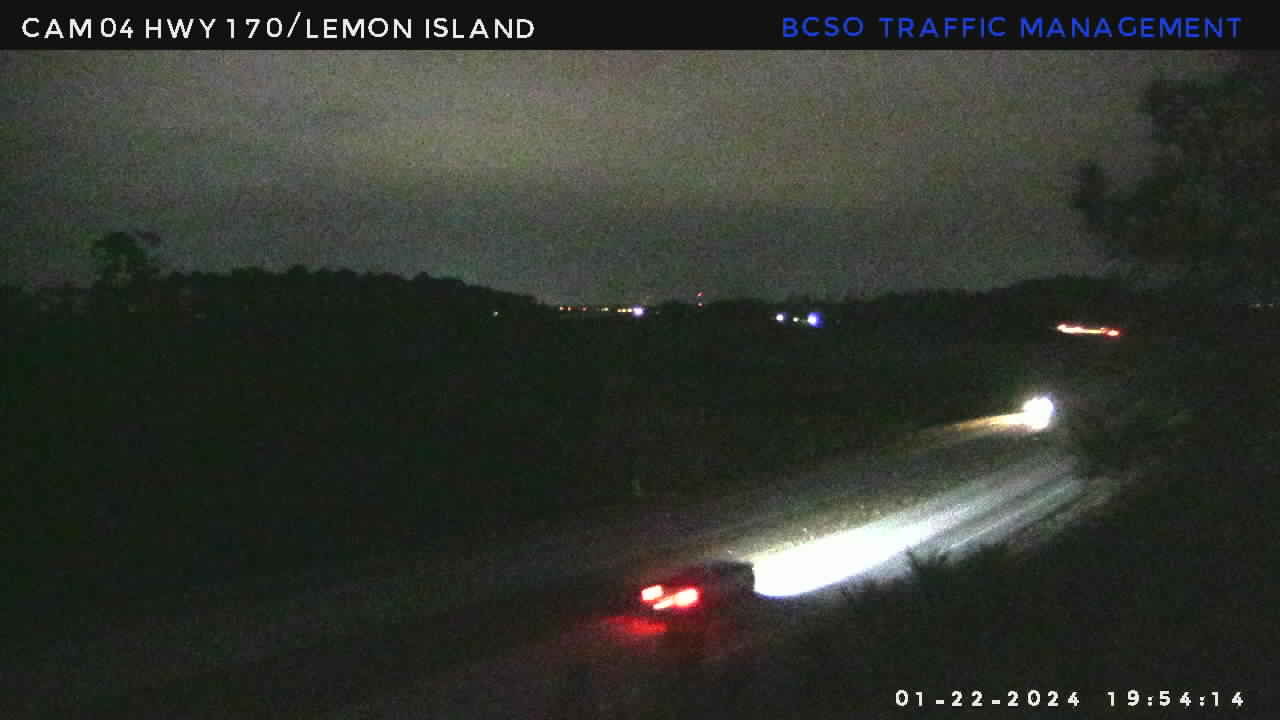 CAM04 HWY 170/LEMON ISLAND
BCSO TRAFFIC MANAGEMENT
01-22-2024 19:54:14